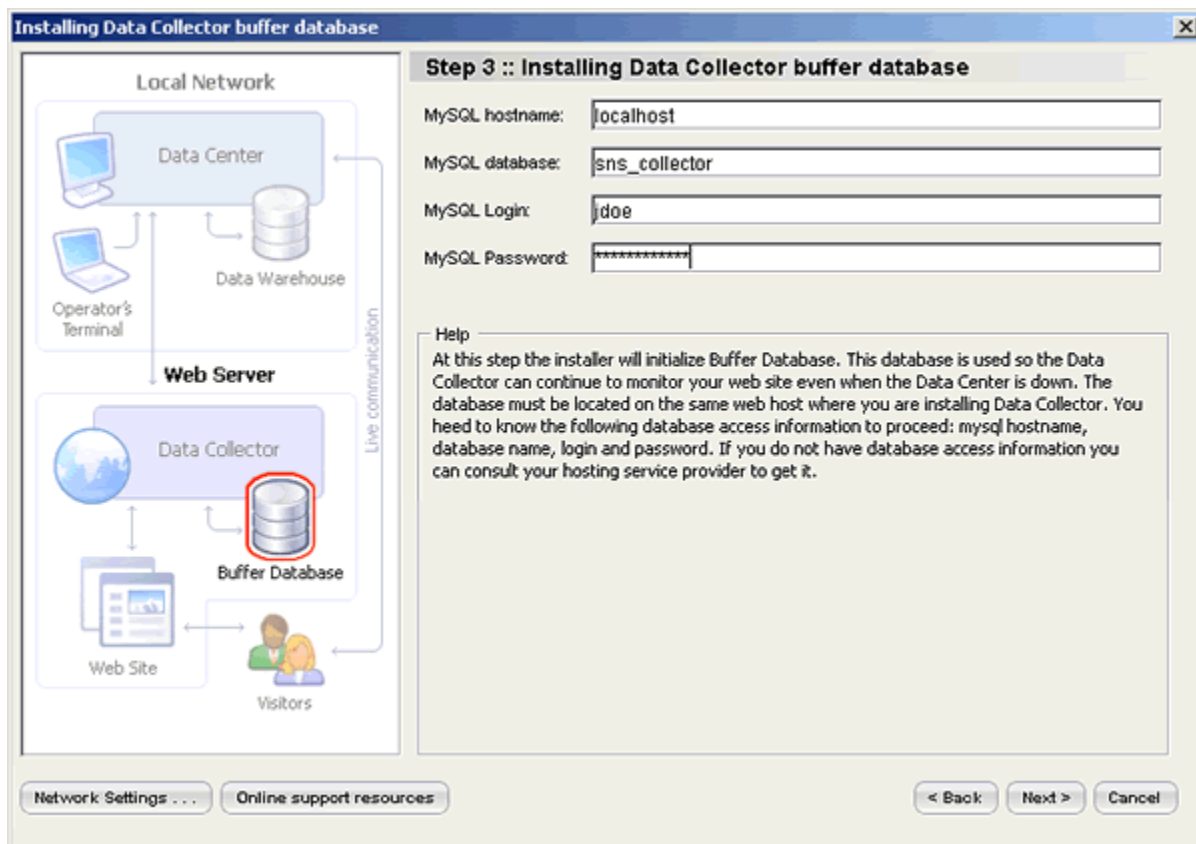 Installing Data Collector buffer database
Local Network
Data Center
Data Warehouse
Operator's
Terminal
Live communication
Web Server
Data Collector
Buffer Database
Web Site
Visitors
Step 3 :: Installing Data Collector buffer database
MySQL hostname:
localhost
MySQL database:
sns_collector
MySQL Login:
jdoe
MySQL Password:
************
Help
At this step the installer will initialize Buffer Database. This database is used so the Data
Collector can continue to monitor your web site even when the Data Center is down. The
database must be located on the same web host where you are installing Data Collector. You
heed to know the following database access information to proceed: mysql hostname,
database name, login and password. If you do not have database access information you
can consult your hosting service provider to get it.
Network Settings . . .
Online support resources
< Back
Next >
Cancel